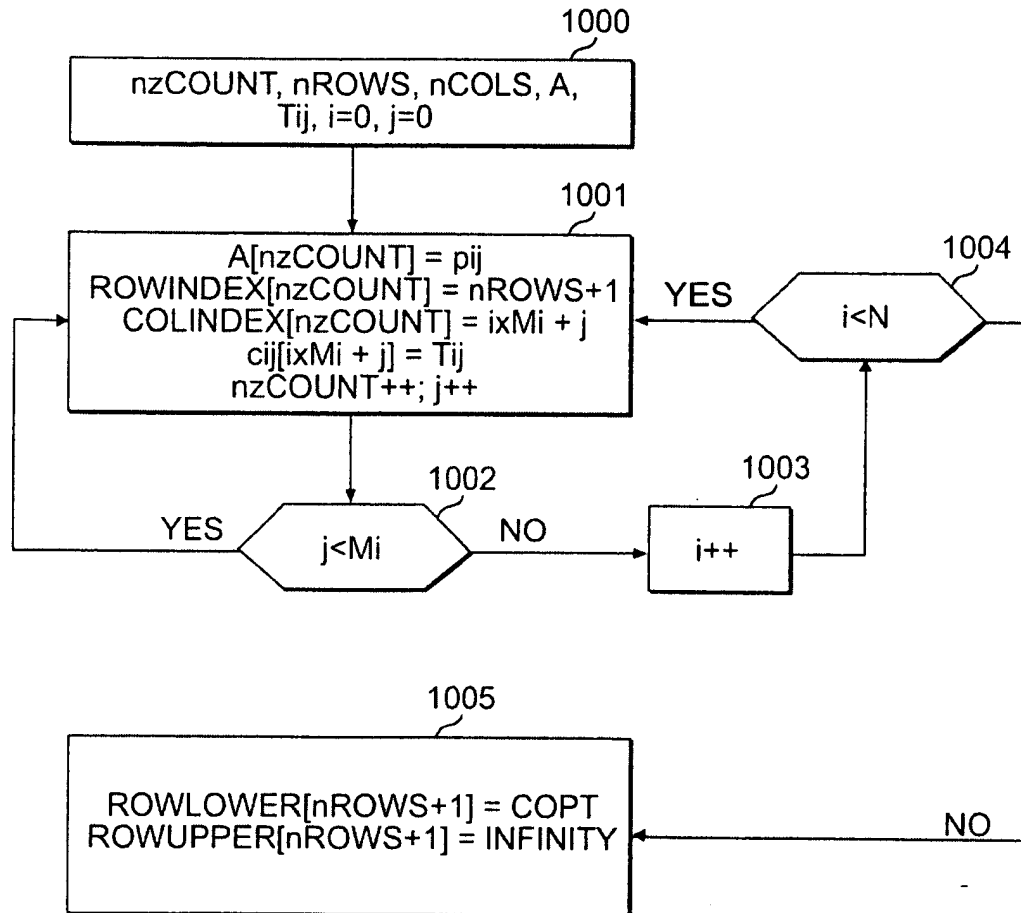 1000
nzCOUNT, nROWS, nCOLS, A,
Tij, i=0, j=0
1001
A[nzCOUNT] = pij
ROWINDEX[nzCOUNT] = nROWS+1
COLINDEX[nzCOUNT] = ixMi + j
cij[ixMi + j] = Tij
nzCOUNT++; j++
1004
YES
i<N
1002
YES
j<Mi
NO
1003
i++
1005
ROWLOWER[nROWS+1] = COPT
ROWUPPER[nROWS+1] = INFINITY
NO